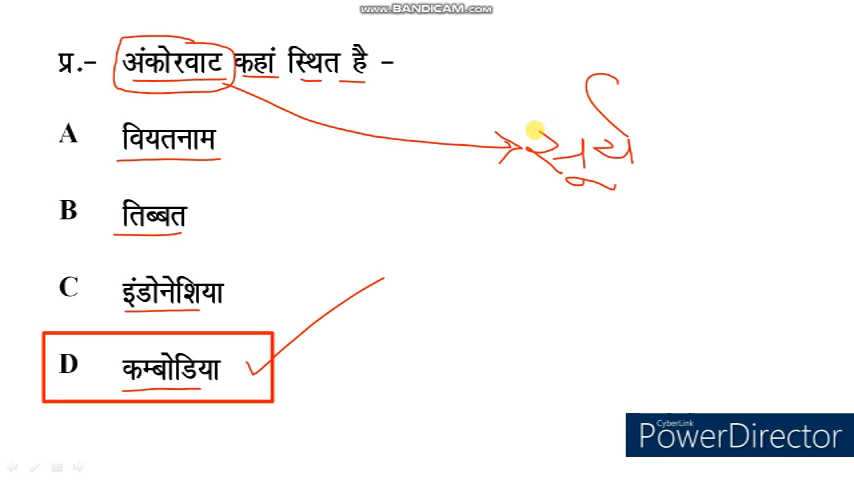 www.BANDICAM.com
प्र.- अंकोरवाट कहां स्थित है -
A वियतनाम
B तिब्बत
C इंडोनेशिया
D कम्बोडिया
CyberLink
PowerDirector